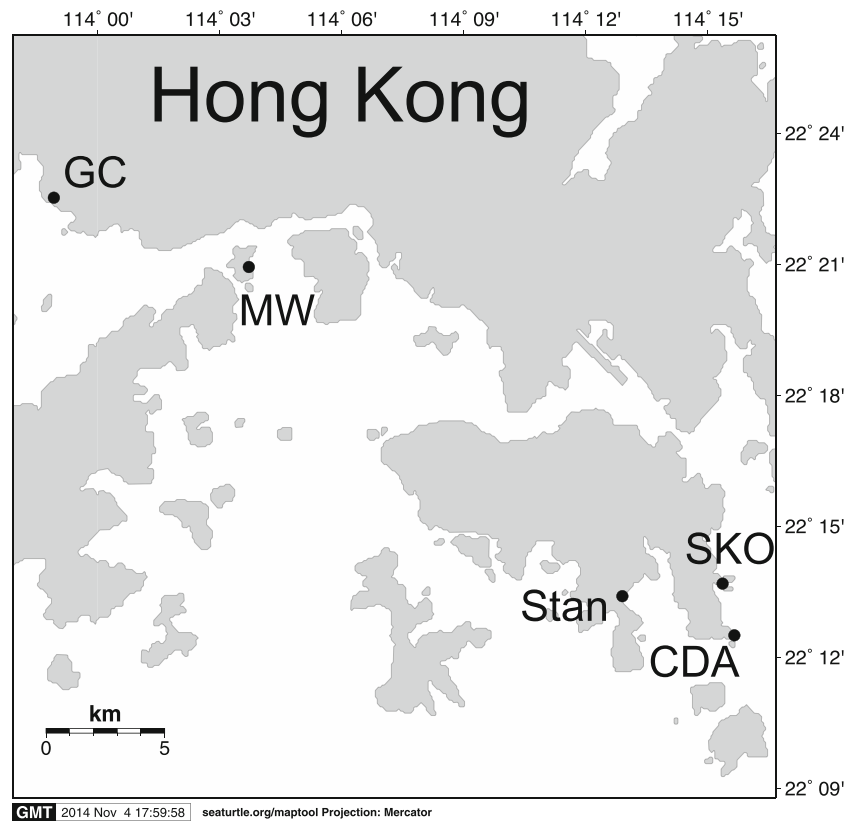 114° 00' 114° 03' 114° 06' 114° 09' 114° 12' 114° 15'
Hong Kong
22° 24'
GC
22° 21'
MW
22° 18'
22° 15'
SKO
Stan
CDA
22° 12'
km
0 5
22° 09'
GMT 2014 Nov 4 17:59:58 seaturtle.org/maptool Projection: Mercator